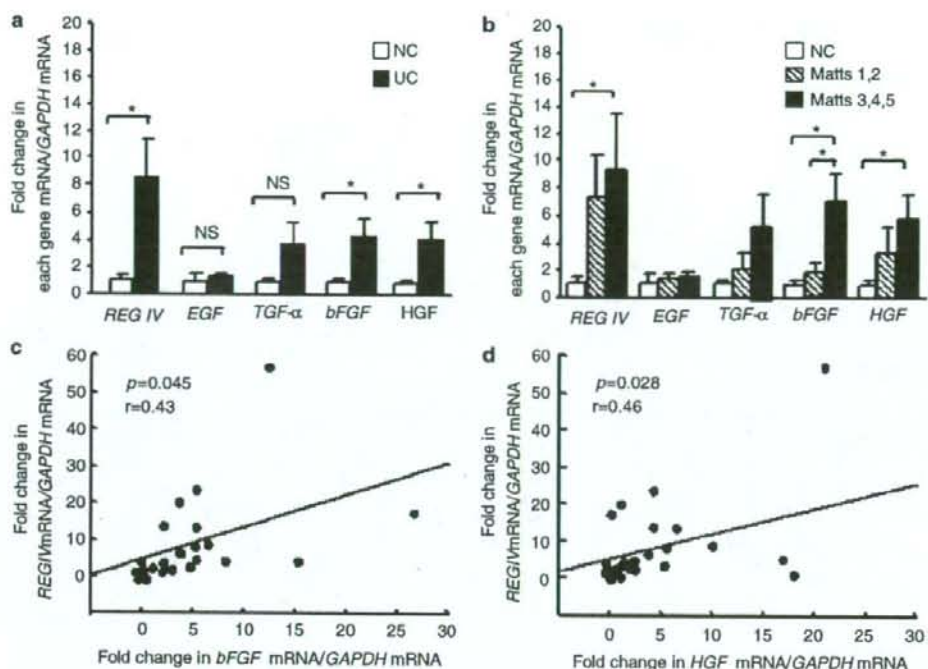 a
Fold change in
each gene mRNA/GAPDH mRNA
20
18
16
14
12
10
8
6
4
2
0
NC
UC
*
NS
NS
*
*
REG IV EGF TGF-α bFGF HGF
b
Fold change in
each gene mRNA/GAPDH mRNA
20
18
16
14
12
10
8
6
4
2
0
NC
Matts 1,2
Matts 3,4,5
*
*
*
*
REG IV EGF TGF-α bFGF HGF
c
Fold change in
REGIVmRNA/GAPDH mRNA
60
50
40
30
20
10
0
p=0.045
r=0.43
0 5 10 15 20 25 30
Fold change in bFGF mRNA/GAPDH mRNA
d
Fold change in
REGIVmRNA/GAPDH mRNA
60
50
40
30
20
10
0
p=0.028
r=0.46
0 5 10 15 20 25 30
Fold change in HGF mRNA/GAPDH mRNA